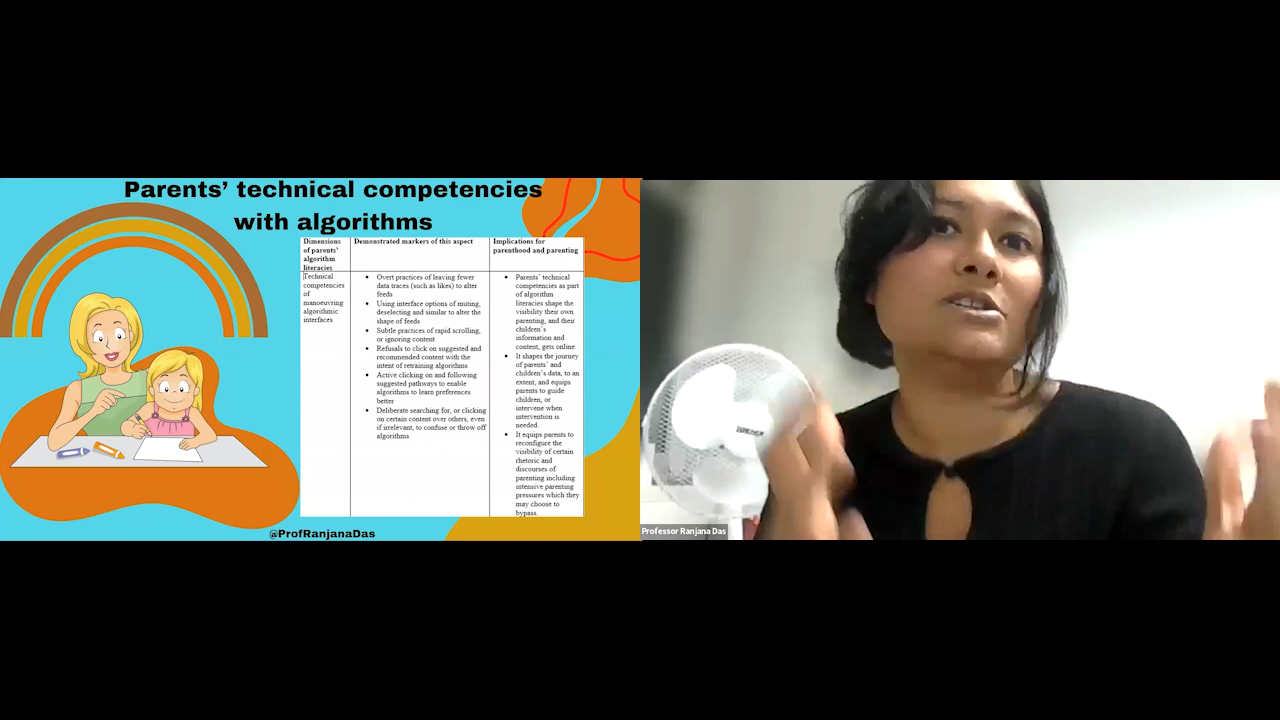 Parents’ technical competencies
with algorithms
Dimensions
of parents’
algorithm
literacies
Demonstrated markers of this aspect
Implications for
parenthood and parenting
Technical
competencies
of
manoeuvring
algorithmic
interfaces
• Overt practices of leaving fewer
data traces (such as likes) to alter
feeds
• Using interface options of muting,
deselecting and similar to alter the
shape of feeds
• Subtle practices of rapid scrolling,
or ignoring content
• Refusals to click on suggested and
recommended content with the
intent of retraining algorithms
• Active clicking on and following
suggested pathways to enable
algorithms to learn preferences
better
• Deliberate searching for, or clicking
on certain content over others, even
if irrelevant, to confuse or throw off
algorithms
• Parents’ technical
competencies as part
of algorithm
literacies shape the
visibility their own
parenting, and their
children’s
information and
content, gets online.
• It shapes the journey
of parents’ and
children’s data, to an
extent, and equips
parents to guide
children, or
intervene when
intervention is
needed.
• It equips parents to
reconfigure the
visibility of certain
rhetoric and
discourses of
parenting including
intensive parenting
pressures which they
may choose to
bypass.
@ProfRanjanaDas
Professor Ranjana Das